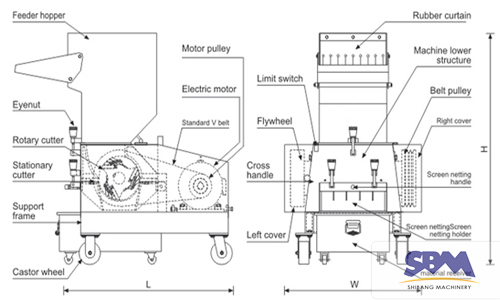 Feeder hopper
Motor pulley
Electric motor
Eyenut
Standard V belt
Rotary cutter
Stationary
cutter
Support
frame
Castor wheel
L
Rubber curtain
Machine lower
structure
Limit switch
Belt pulley
Flywheel
Right cover
Cross
handle
Screen netting
handle
Left cover
Screen nettingScreen
netting holder
material receiver
H
W
SBM
SHIBANG MACHINERY